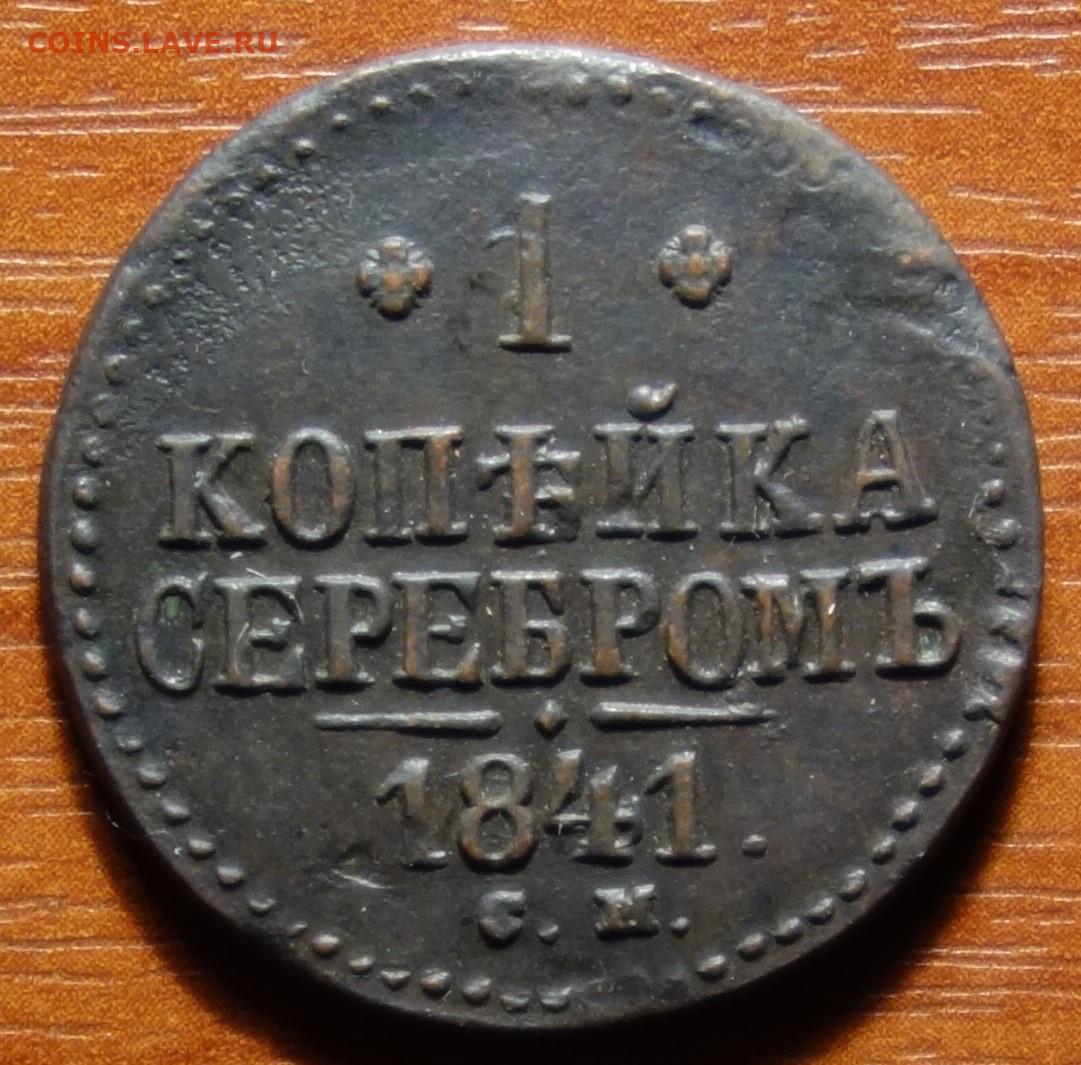 COINS.LAVE.RU
1
КОПѢЙКА
СЕРЕБРОМЪ
1841.
С. М.